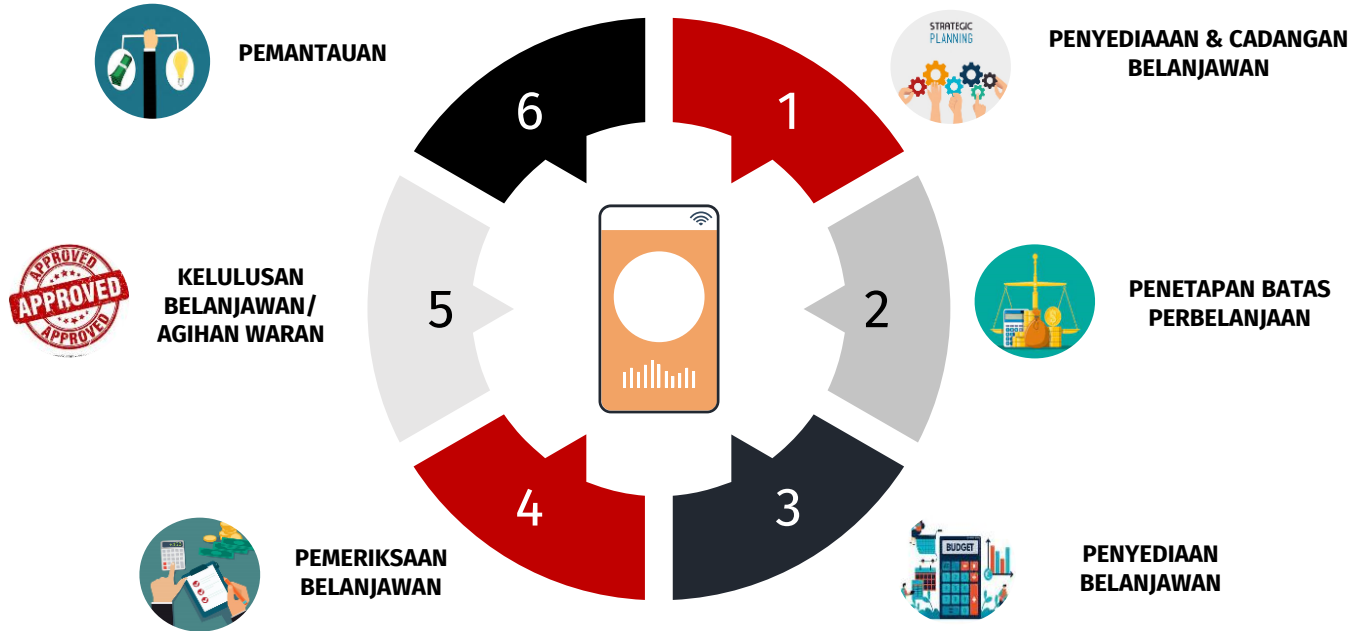 1
STRATEGIC
PLANNING
PENYEDIAAAN & CADANGAN
BELANJAWAN
2
PENETAPAN BATAS
PERBELANJAAN
3
BUDGET
PENYEDIAAN
BELANJAWAN
4
PEMERIKSAAN
BELANJAWAN
5
APPROVED
APPROVED
APPROVED
KELULUSAN
BELANJAWAN/
AGIHAN WARAN
6
PEMANTAUAN